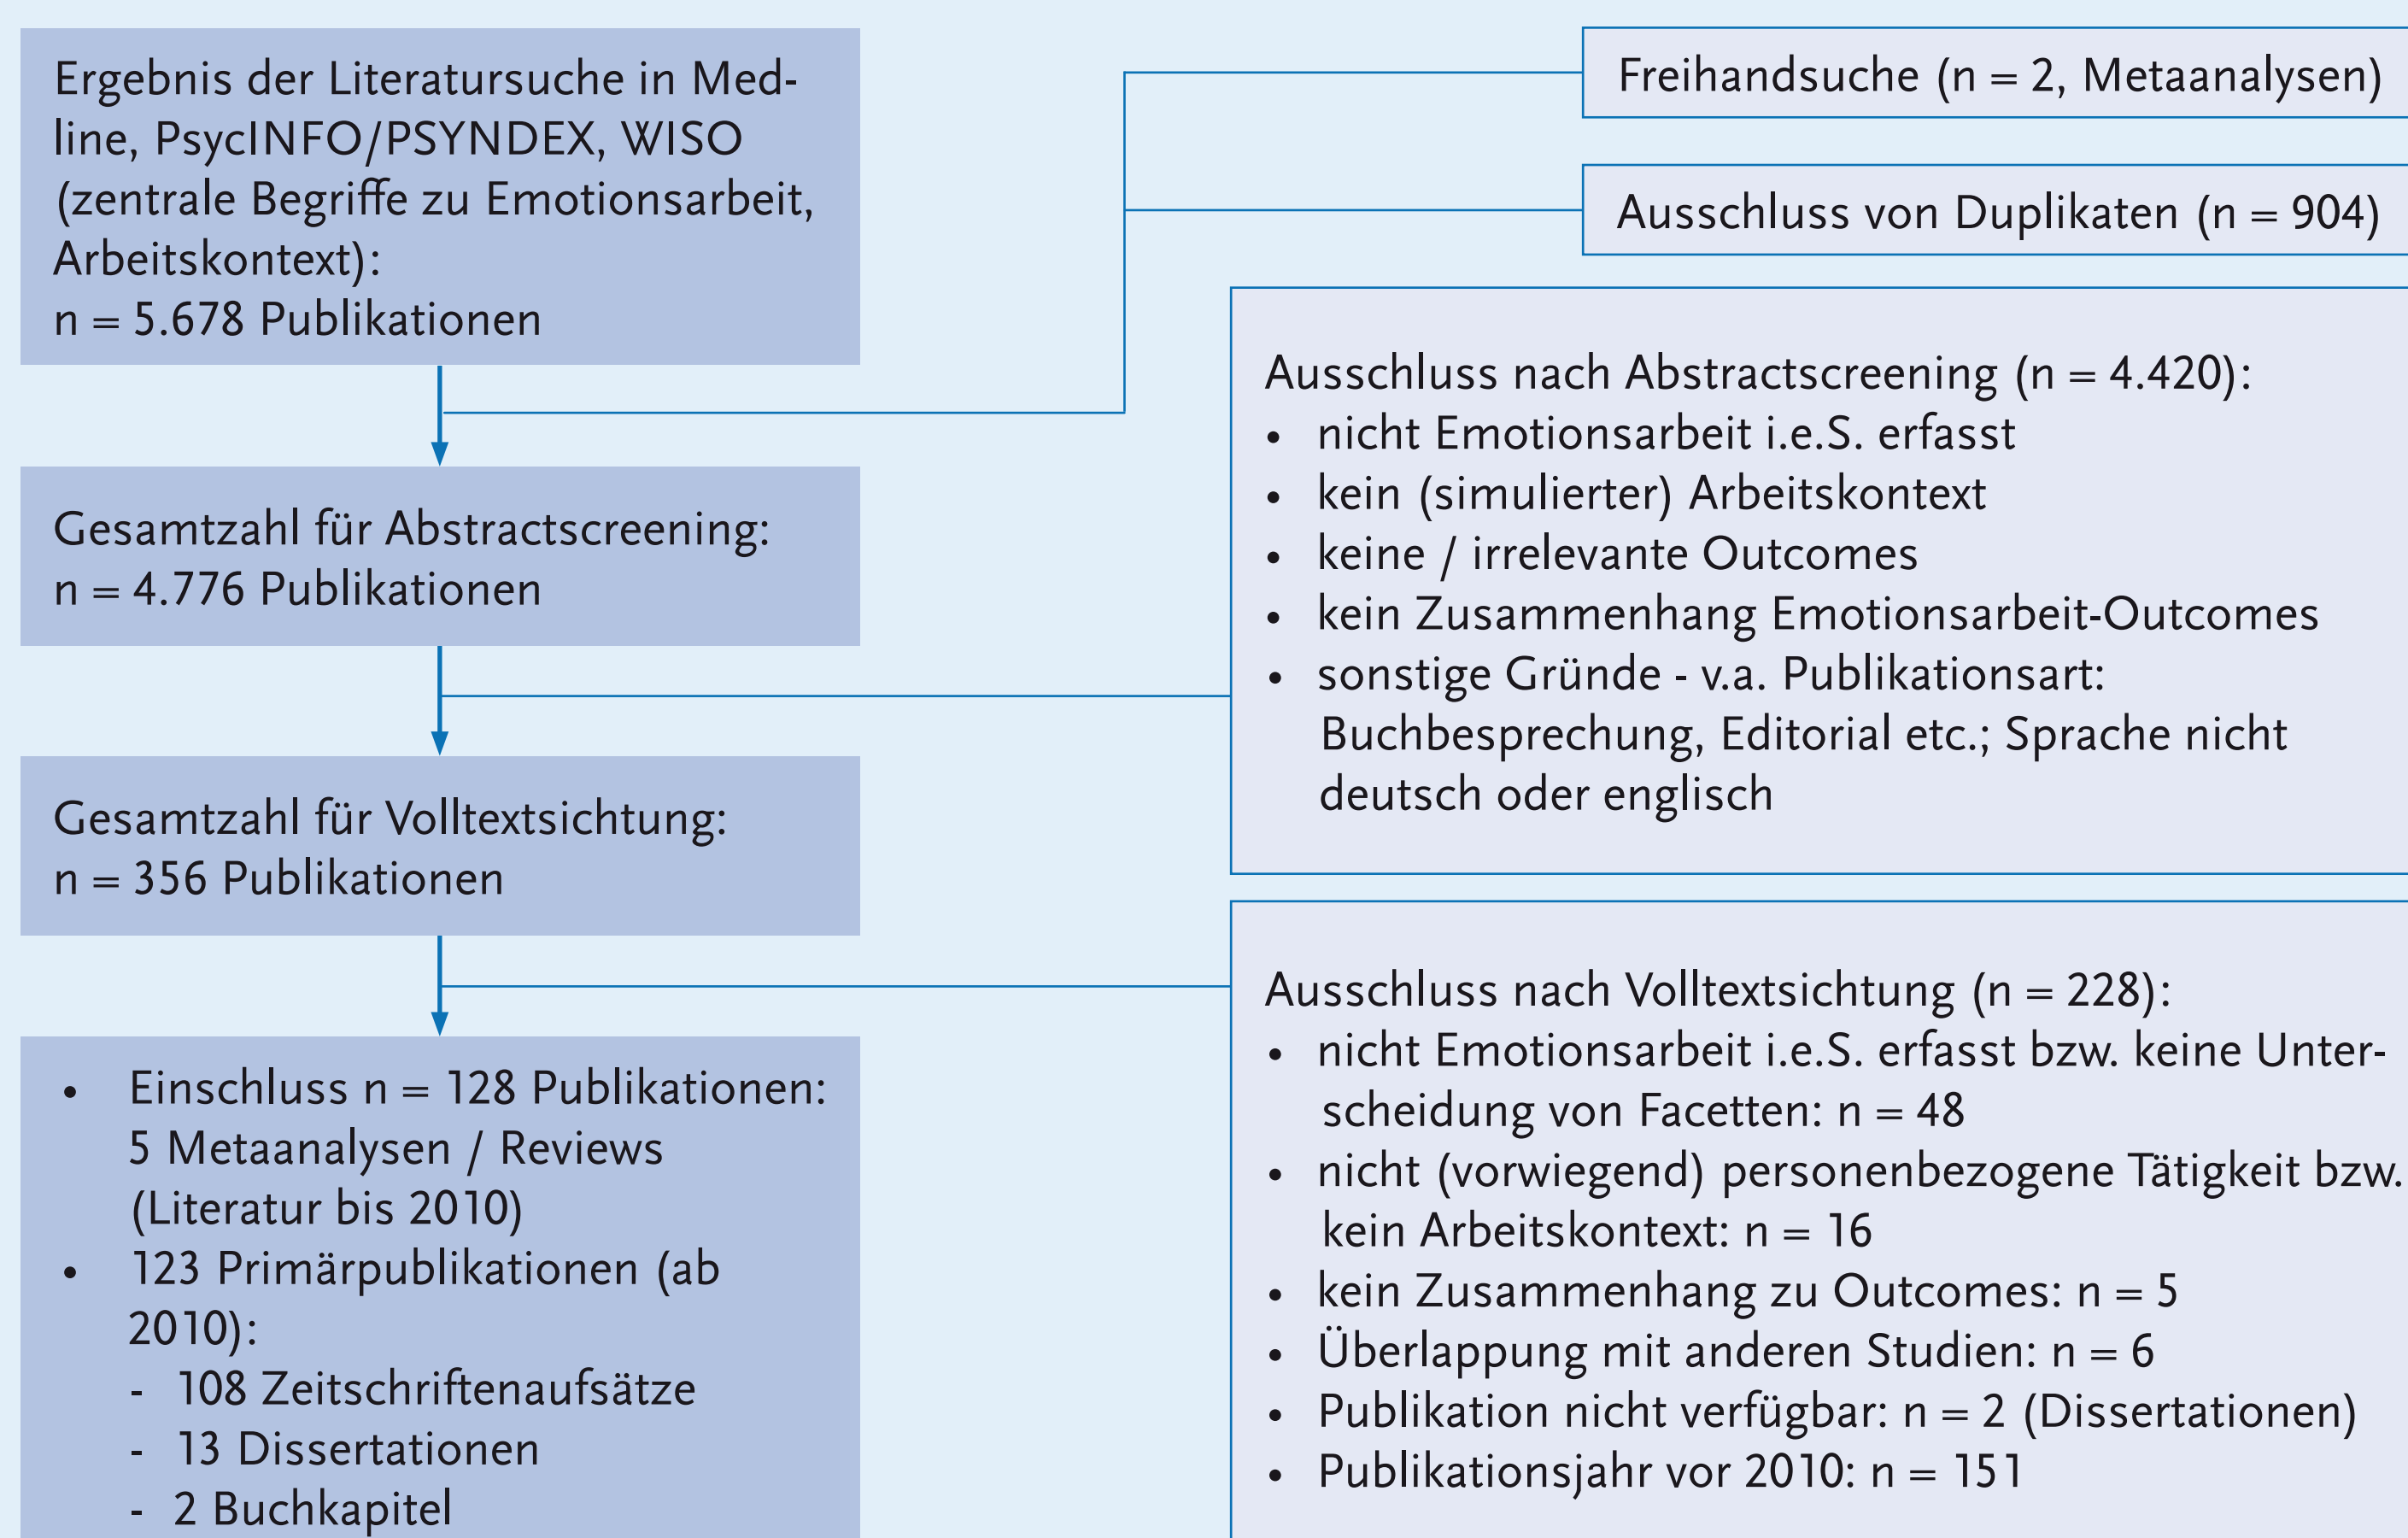 Ergebnis der Literatursuche in Med-
line, PsycINFO/PSYNDEX, WISO
(zentrale Begriffe zu Emotionsarbeit,
Arbeitskontext):
n = 5.678 Publikationen
Freihandsuche (n = 2, Metaanalysen)
Ausschluss von Duplikaten (n = 904)
Gesamtzahl für Abstractscreening:
n = 4.776 Publikationen
Ausschluss nach Abstractscreening (n = 4.420):
• nicht Emotionsarbeit i.e.S. erfasst
• kein (simulierter) Arbeitskontext
• keine / irrelevante Outcomes
• kein Zusammenhang Emotionsarbeit-Outcomes
• sonstige Gründe - v.a. Publikationsart:
Buchbesprechung, Editorial etc.; Sprache nicht
deutsch oder englisch
Gesamtzahl für Volltextsichtung:
n = 356 Publikationen
Ausschluss nach Volltextsichtung (n = 228):
• nicht Emotionsarbeit i.e.S. erfasst bzw. keine Unter-
scheidung von Facetten: n = 48
• nicht (vorwiegend) personenbezogene Tätigkeit bzw.
kein Arbeitskontext: n = 16
• kein Zusammenhang zu Outcomes: n = 5
• Überlappung mit anderen Studien: n = 6
• Publikation nicht verfügbar: n = 2 (Dissertationen)
• Publikationsjahr vor 2010: n = 151
• Einschluss n = 128 Publikationen:
5 Metaanalysen / Reviews
(Literatur bis 2010)
• 123 Primärpublikationen (ab
2010):
- 108 Zeitschriftenaufsätze
- 13 Dissertationen
- 2 Buchkapitel